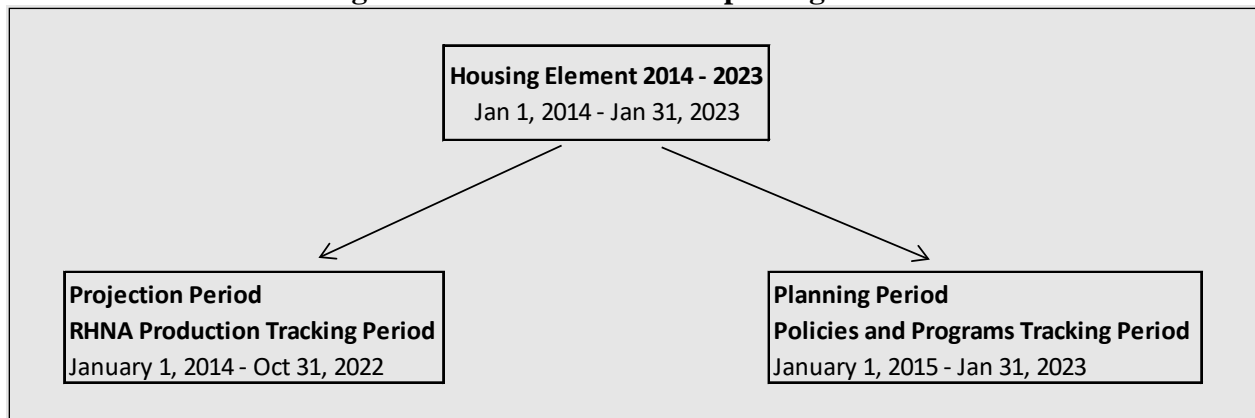 Housing Element 2014 - 2023
Jan 1, 2014 - Jan 31, 2023
Projection Period
RHNA Production Tracking Period
January 1, 2014 - Oct 31, 2022
Planning Period
Policies and Programs Tracking Period
January 1, 2015 - Jan 31, 2023